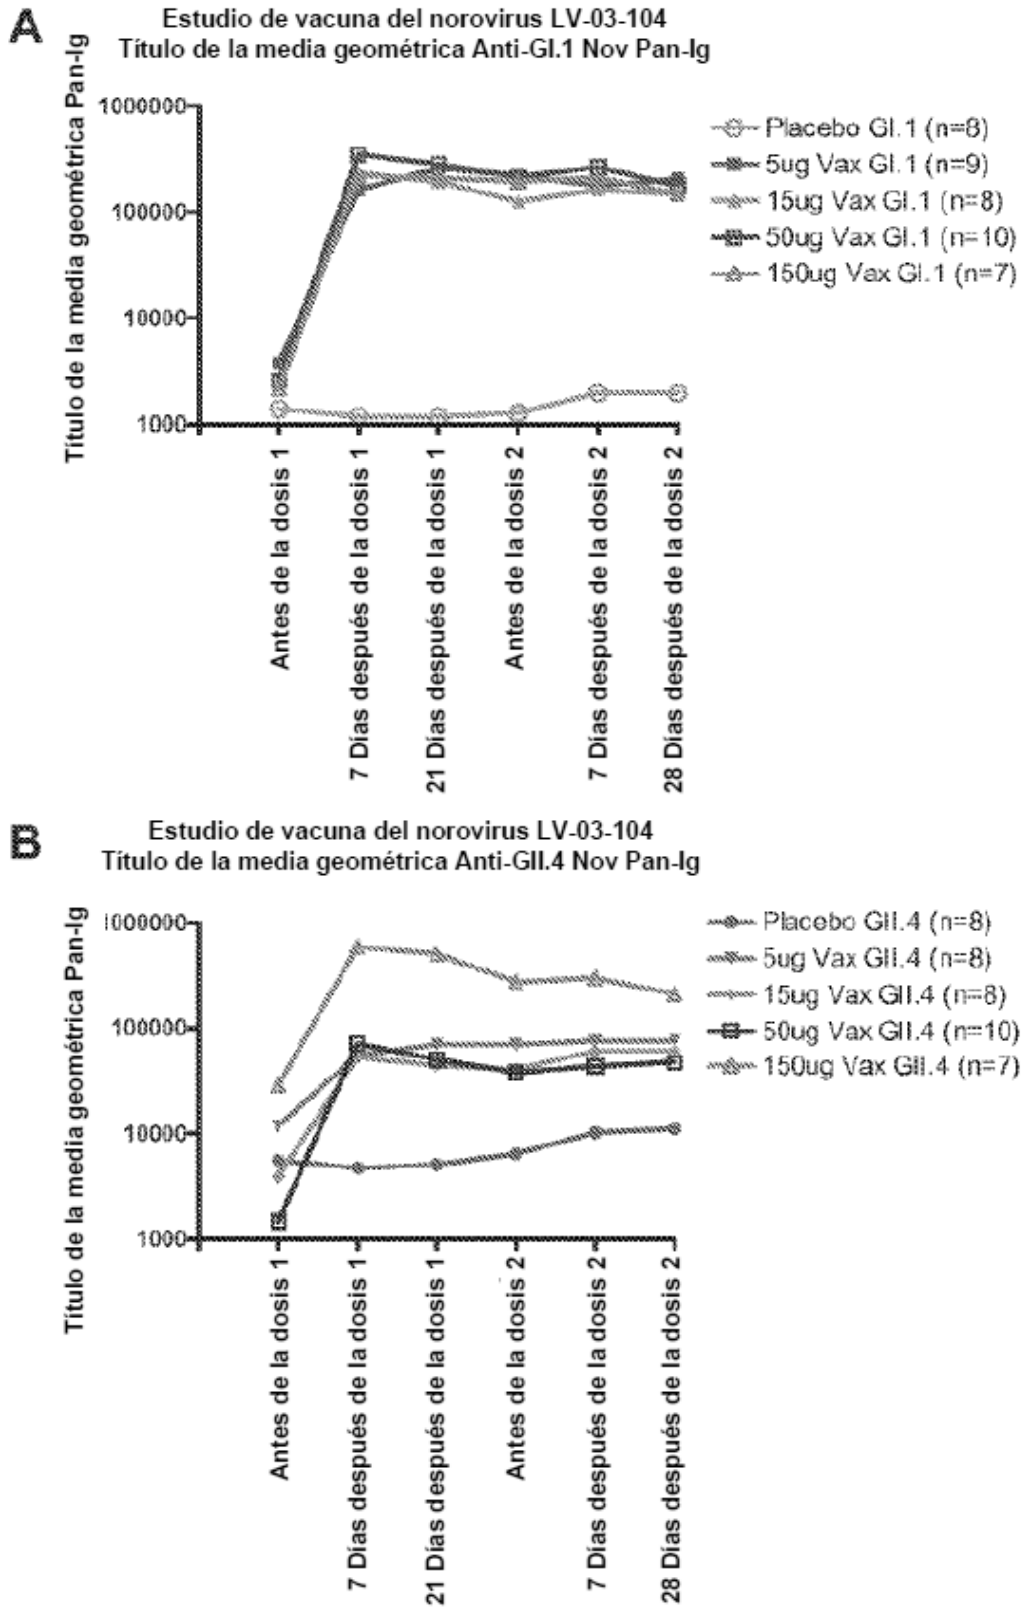 A
Estudio de vacuna del norovirus LV-03-104
Título de la media geométrica Anti-GI.1 Nov Pan-Ig
Título de la media geométrica Pan-Ig
1000000
100000
10000
1000
Placebo GI.1 (n=8)
5ug Vax GI.1 (n=9)
15ug Vax GI.1 (n=8)
50ug Vax GI.1 (n=10)
150ug Vax GI.1 (n=7)
Antes de la dosis 1
7 Días después de la dosis 1
21 Días después de la dosis 1
Antes de la dosis 2
7 Días después de la dosis 2
28 Días después de la dosis 2
B
Estudio de vacuna del norovirus LV-03-104
Título de la media geométrica Anti-GII.4 Nov Pan-Ig
Título de la media geométrica Pan-Ig
1000000
100000
10000
1000
Placebo GII.4 (n=8)
5ug Vax GII.4 (n=8)
15ug Vax GII.4 (n=8)
50ug Vax GII.4 (n=10)
150ug Vax GII.4 (n=7)
Antes de la dosis 1
7 Días después de la dosis 1
21 Días después de la dosis 1
Antes de la dosis 2
7 Días después de la dosis 2
28 Días después de la dosis 2